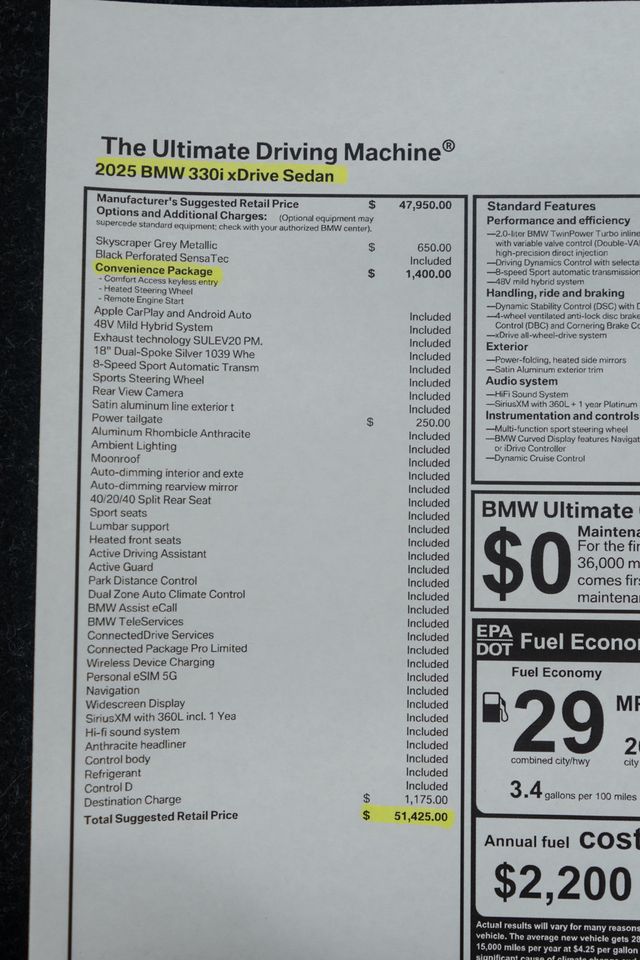 The Ultimate Driving Machine®
2025 BMW 330i xDrive Sedan
Manufacturer's Suggested Retail Price $ 47,950.00
Options and Additional Charges: (Optional equipment may
supercede standard equipment; check with your authorized BMW center).
Skyscraper Grey Metallic $ 650.00
Black Perforated SensaTec Included
Convenience Package $ 1,400.00
- Comfort Access keyless entry
- Heated Steering Wheel
- Remote Engine Start
Apple CarPlay and Android Auto Included
48V Mild Hybrid System Included
Exhaust technology SULEV20 PM. Included
18" Dual-Spoke Silver 1039 Whe Included
8-Speed Sport Automatic Transm Included
Sports Steering Wheel Included
Rear View Camera Included
Satin aluminum line exterior t Included
Power tailgate $ 250.00
Aluminum Rhombicle Anthracite Included
Ambient Lighting Included
Moonroof Included
Auto-dimming interior and exte Included
Auto-dimming rearview mirror Included
40/20/40 Split Rear Seat Included
Sport seats Included
Lumbar support Included
Heated front seats Included
Active Driving Assistant Included
Active Guard Included
Park Distance Control Included
Dual Zone Auto Climate Control Included
BMW Assist eCall Included
BMW TeleServices Included
ConnectedDrive Services Included
Connected Package Pro Limited Included
Wireless Device Charging Included
Personal eSIM 5G Included
Navigation Included
Widescreen Display Included
SiriusXM with 360L incl. 1 Yea Included
Hi-fi sound system Included
Anthracite headliner Included
Control body Included
Refrigerant Included
Control D Included
Destination Charge $ 1,175.00
Total Suggested Retail Price $ 51,425.00
Standard Features
Performance and efficiency
—2.0-liter BMW TwinPower Turbo inline
with variable valve control (Double-VA
high-precision direct injection
—Driving Dynamics Control with selecta
—8-speed Sport automatic transmission
—48V mild hybrid system
Handling, ride and braking
—Dynamic Stability Control (DSC) with D
—4-wheel ventilated anti-lock disc brake
Control (DBC) and Cornering Brake Co
—xDrive all-wheel-drive system
Exterior
—Power-folding, heated side mirrors
—Satin Aluminum exterior trim
Audio system
—HiFi Sound System
—SiriusXM with 360L + 1 year Platinum
Instrumentation and controls
—Multi-function sport steering wheel
—BMW Curved Display features Navigat
or iDrive Controller
—Dynamic Cruise Control
BMW Ultimate
$0
Maintena
For the fir
36,000 m
comes firs
maintenan
EPA
DOT
Fuel Econo
Fuel Economy
29
MP
combined city/hwy
city
3.4 gallons per 100 miles
Annual fuel cost
$2,200
Actual results will vary for many reasons
vehicle. The average new vehicle gets 28
15,000 miles per year at $4.25 per gallon
significant cause of climate change